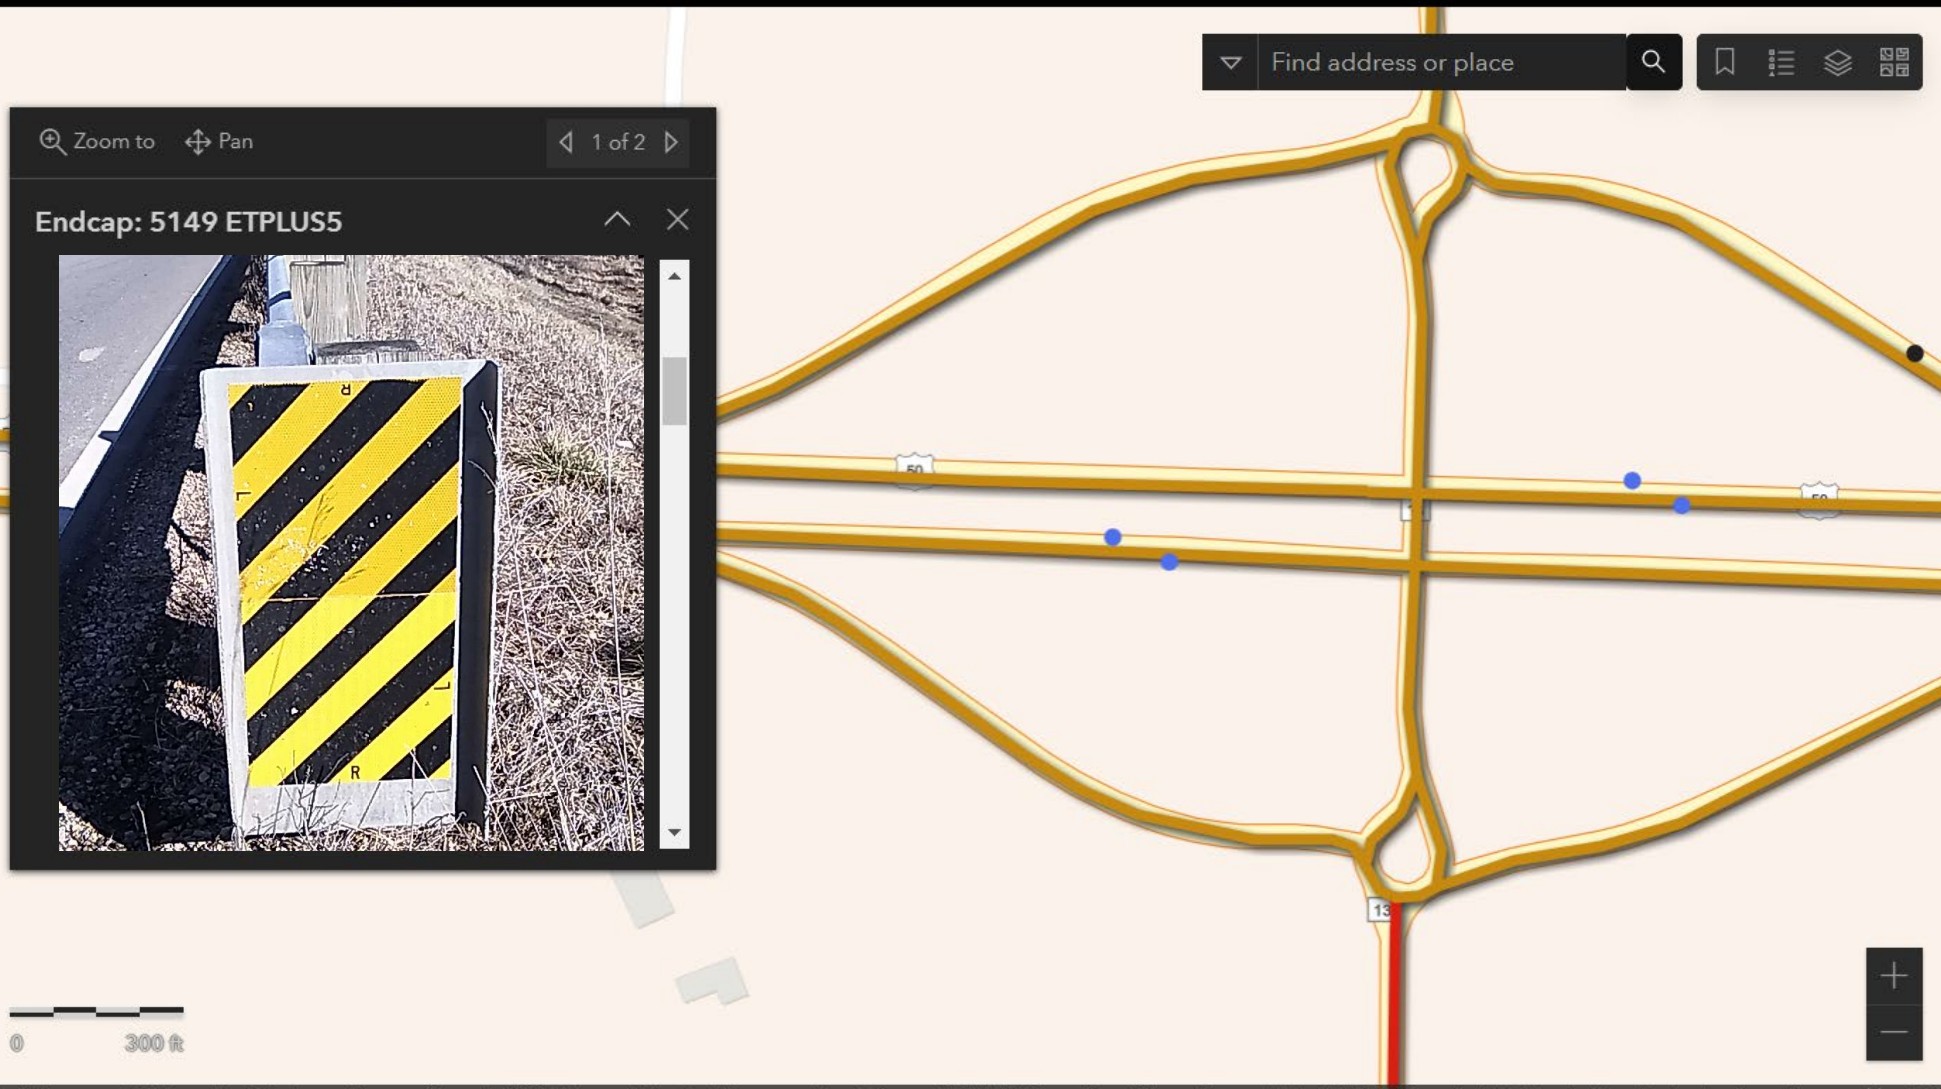 Find address or place
Zoom to
Pan
1 of 2
Endcap: 5149 ETPLUS5
R
L
L
R
50
50
13
0
300 ft